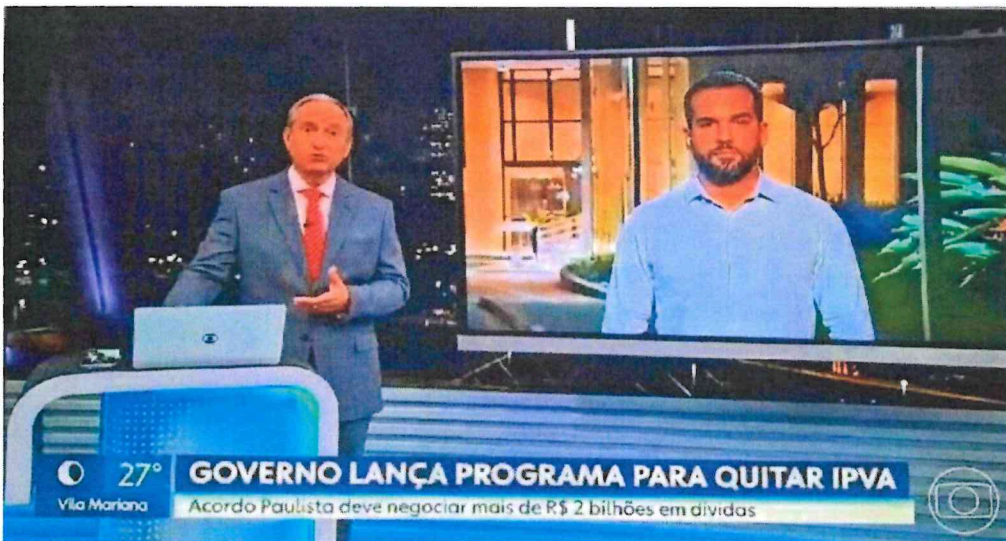 27°
Vila Mariana
GOVERNO LANÇA PROGRAMA PARA QUITAR IPVA
Acordo Paulista deve negociar mais de R$ 2 bilhões em dívidas